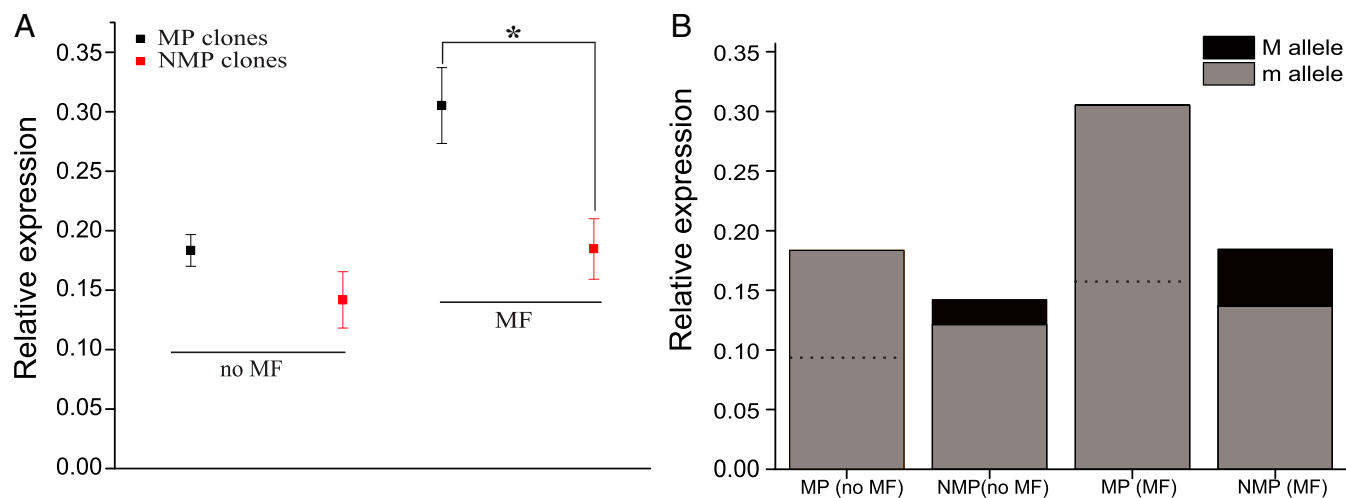 A
Relative expression
0.35
0.30
0.25
0.20
0.15
0.10
0.05
0.00
MP clones
NMP clones
*
no MF
MF
B
Relative expression
0.35
0.30
0.25
0.20
0.15
0.10
0.05
0.00
M allele
m allele
MP (no MF)
NMP(no MF)
MP (MF)
NMP (MF)